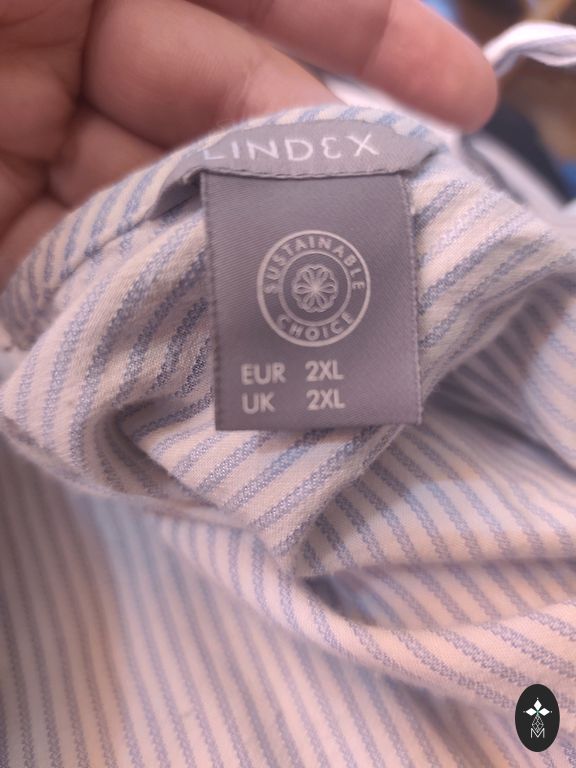 LINDEX
SUSTAINABLE
CHOICE
EUR 2XL
UK 2XL
M